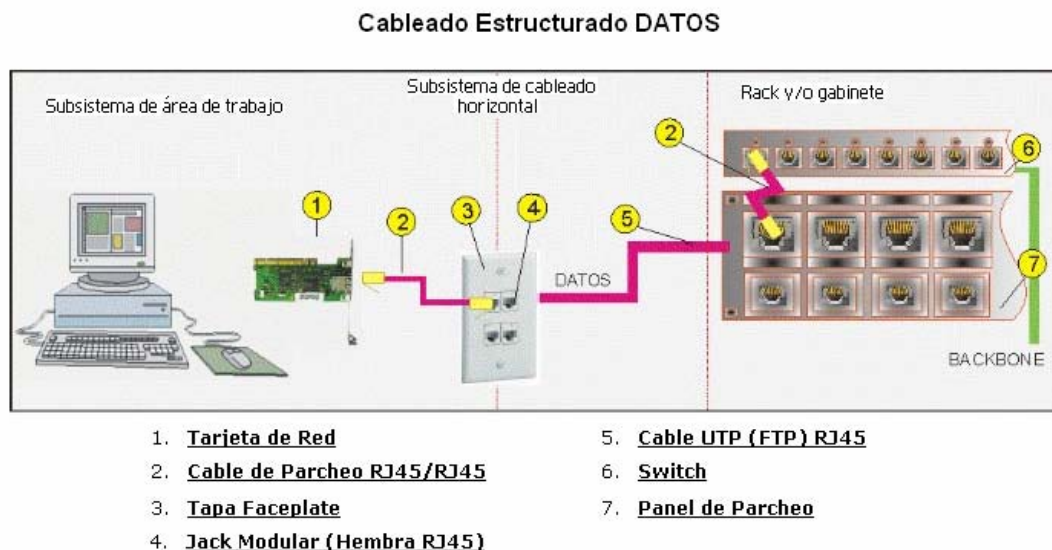 Cableado Estructurado DATOS
Subsistema de área de trabajo
Subsistema de cableado
horizontal
Rack y/o gabinete
1
2
3
4
5
2
6
7
DATOS
BACKBONE
1. Tarjeta de Red
2. Cable de Parcheo RJ45/RJ45
3. Tapa Faceplate
4. Jack Modular (Hembra RJ45)
5. Cable UTP (FTP) RJ45
6. Switch
7. Panel de Parcheo